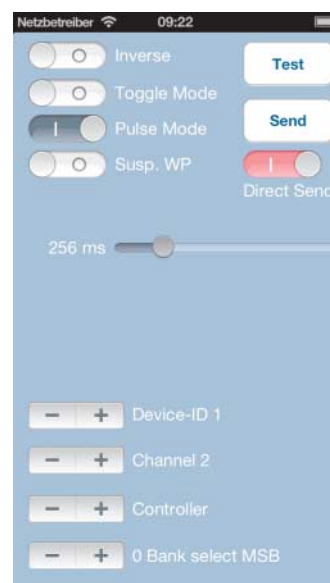 Netzbetreiber 09:22
Inverse
Test
Toggle Mode
Pulse Mode
Send
Susp. WP
Direct Send
256 ms
Device-ID 1
Channel 2
Controller
0 Bank select MSB